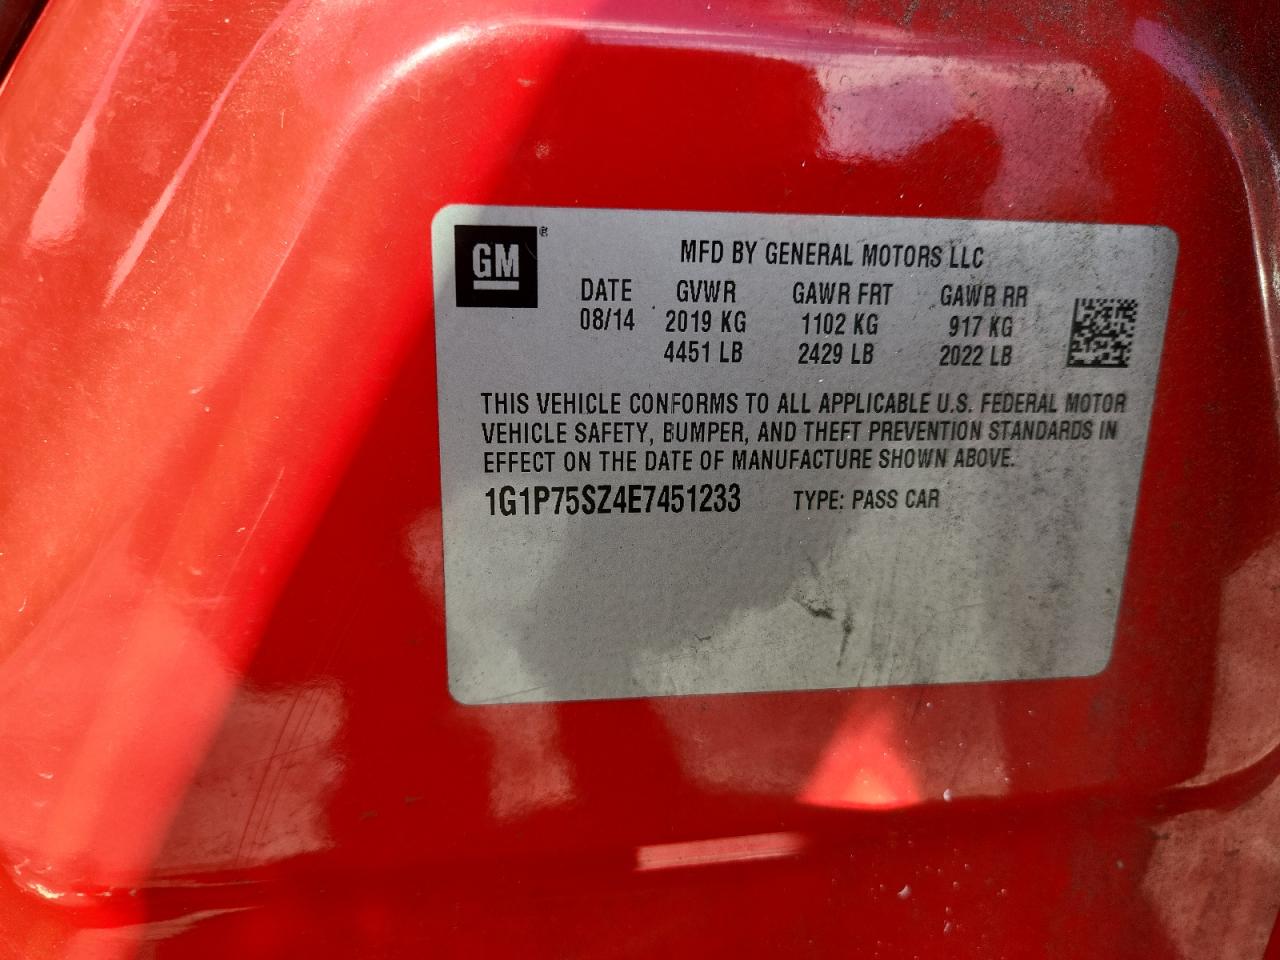 GM®
MFD BY GENERAL MOTORS LLC
DATE GVWR GAWR FRT GAWR RR
08/14 2019 KG 1102 KG 917 KG
4451 LB 2429 LB 2022 LB
THIS VEHICLE CONFORMS TO ALL APPLICABLE U.S. FEDERAL MOTOR
VEHICLE SAFETY, BUMPER, AND THEFT PREVENTION STANDARDS IN
EFFECT ON THE DATE OF MANUFACTURE SHOWN ABOVE.
1G1P75SZ4E7451233 TYPE: PASS CAR